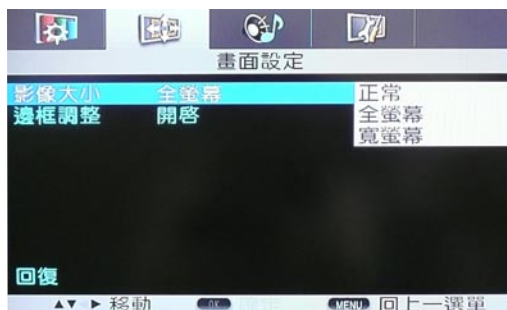 畫面設定
影像大小 全螢幕 正常
邊框調整 開啓 全螢幕
寬螢幕
回復
▲▼ ▶ 移動 OK MENU 回上一選單